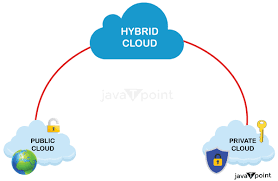 HYBRID
CLOUD
javaTpoint
PUBLIC
CLOUD
PRIVATE
CLOUD
javaTpoint